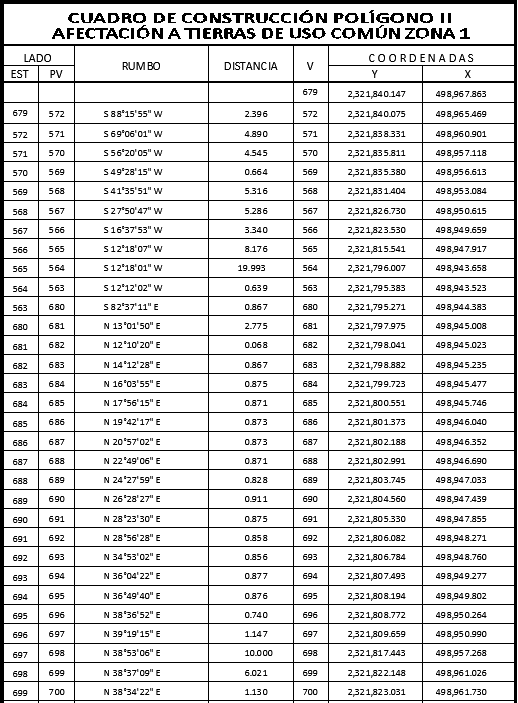 CUADRO DE CONSTRUCCIÓN POLÍGONO II
AFECTACIÓN A TIERRAS DE USO COMÚN ZONA 1
LADO RUMBO DISTANCIA V COORDENADAS
EST PV Y X
679 2,321,840.147 498,967.863
679 572 S 88°15'55" W 2.396 572 2,321,840.075 498,965.469
572 571 S 69°06'01" W 4.890 571 2,321,838.331 498,960.901
571 570 S 56°20'05" W 4.545 570 2,321,835.811 498,957.118
570 569 S 49°28'15" W 0.664 569 2,321,835.380 498,956.613
569 568 S 41°35'51" W 5.316 568 2,321,831.404 498,953.084
568 567 S 27°50'47" W 5.286 567 2,321,826.730 498,950.615
567 566 S 16°37'53" W 3.340 566 2,321,823.530 498,949.659
566 565 S 12°18'07" W 8.176 565 2,321,815.541 498,947.917
565 564 S 12°18'01" W 19.993 564 2,321,796.007 498,943.658
564 563 S 12°12'02" W 0.639 563 2,321,795.383 498,943.523
563 680 S 82°37'11" E 0.867 680 2,321,795.271 498,944.383
680 681 N 13°01'50" E 2.775 681 2,321,797.975 498,945.008
681 682 N 12°10'20" E 0.068 682 2,321,798.041 498,945.023
682 683 N 14°12'28" E 0.867 683 2,321,798.882 498,945.235
683 684 N 16°03'55" E 0.875 684 2,321,799.723 498,945.477
684 685 N 17°56'15" E 0.871 685 2,321,800.551 498,945.746
685 686 N 19°42'17" E 0.873 686 2,321,801.373 498,946.040
686 687 N 20°57'02" E 0.873 687 2,321,802.188 498,946.352
687 688 N 22°49'06" E 0.871 688 2,321,802.991 498,946.690
688 689 N 24°27'59" E 0.828 689 2,321,803.745 498,947.033
689 690 N 26°28'27" E 0.911 690 2,321,804.560 498,947.439
690 691 N 28°23'30" E 0.875 691 2,321,805.330 498,947.855
691 692 N 28°56'28" E 0.858 692 2,321,806.082 498,948.271
692 693 N 34°53'02" E 0.856 693 2,321,806.784 498,948.760
693 694 N 36°04'22" E 0.877 694 2,321,807.493 498,949.277
694 695 N 36°49'40" E 0.876 695 2,321,808.194 498,949.802
695 696 N 38°36'52" E 0.740 696 2,321,808.772 498,950.264
696 697 N 39°19'15" E 1.147 697 2,321,809.659 498,950.990
697 698 N 38°53'06" E 10.000 698 2,321,817.443 498,957.268
698 699 N 38°37'09" E 6.021 699 2,321,822.148 498,961.026
699 700 N 38°34'22" E 1.130 700 2,321,823.031 498,961.730